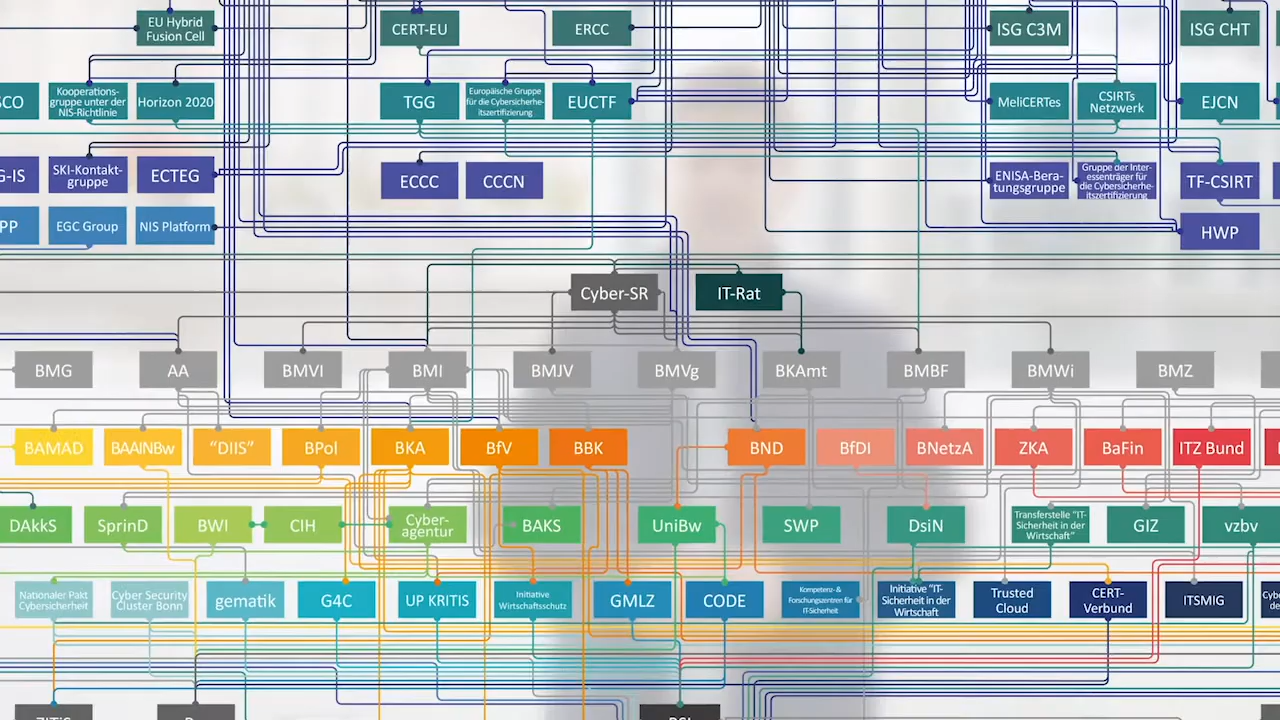 EU Hybrid
Fusion Cell
CERT-EU
ERCC
ISG C3M
ISG CHT
SCO
Kooperations-
gruppe unter der
NIS-Richtlinie
Horizon 2020
TGG
Europäische Gruppe
für die Cybersicherhe-
itszertifizierung
EUCTF
MeliCERTes
CSIRTs
Netzwerk
EJCN
G-IS
SKI-Kontakt-
gruppe
ECTEG
ECCC
CCCN
ENISA-Bera-
tungsgruppe
Gruppe der Inter-
essenträger für
die Cybersicherhe-
itszertifizierung
TF-CSIRT
PP
EGC Group
NIS Platform
HWP
Cyber-SR
IT-Rat
BMG
AA
BMVI
BMI
BMJV
BMVg
BKAmt
BMBF
BMWi
BMZ
BAMAD
BAAINBw
“DIIS”
BPol
BKA
BfV
BBK
BND
BfDI
BNetzA
ZKA
BaFin
ITZ Bund
DAkkS
SprinD
BWI
CIH
Cyber-
agentur
BAKS
UniBw
SWP
DsiN
Transferstelle “IT-
Sicherheit in der
Wirtschaft”
GIZ
vzbv
Nationaler Pakt
Cybersicherheit
Cyber Security
Cluster Bonn
gematik
G4C
UP KRITIS
Initiative
Wirtschaftsschutz
GMLZ
CODE
Kompetenz- &
Forschungszentren für
IT-Sicherheit
Initiative “IT-
Sicherheit in der
Wirtschaft
Trusted
Cloud
CERT-
Verbund
ITSMIG